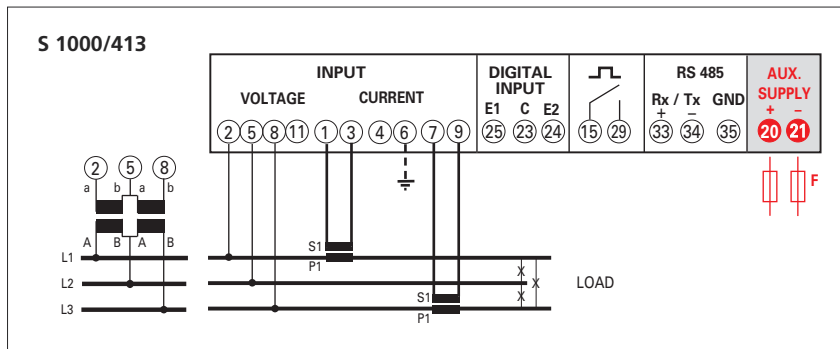 S 1000/413
INPUT
VOLTAGE CURRENT
2 5 8 11 1 3 4 6 7 9
DIGITAL
INPUT
E1 C E2
25 23 24
15 29
RS 485
Rx / Tx GND
+ −
33 34 35
AUX.
SUPPLY
+ −
20 21
F
2 5 8
a b a b
A B A B
L1
L2
L3
S1
P1
S1
P1
X
X
X
LOAD